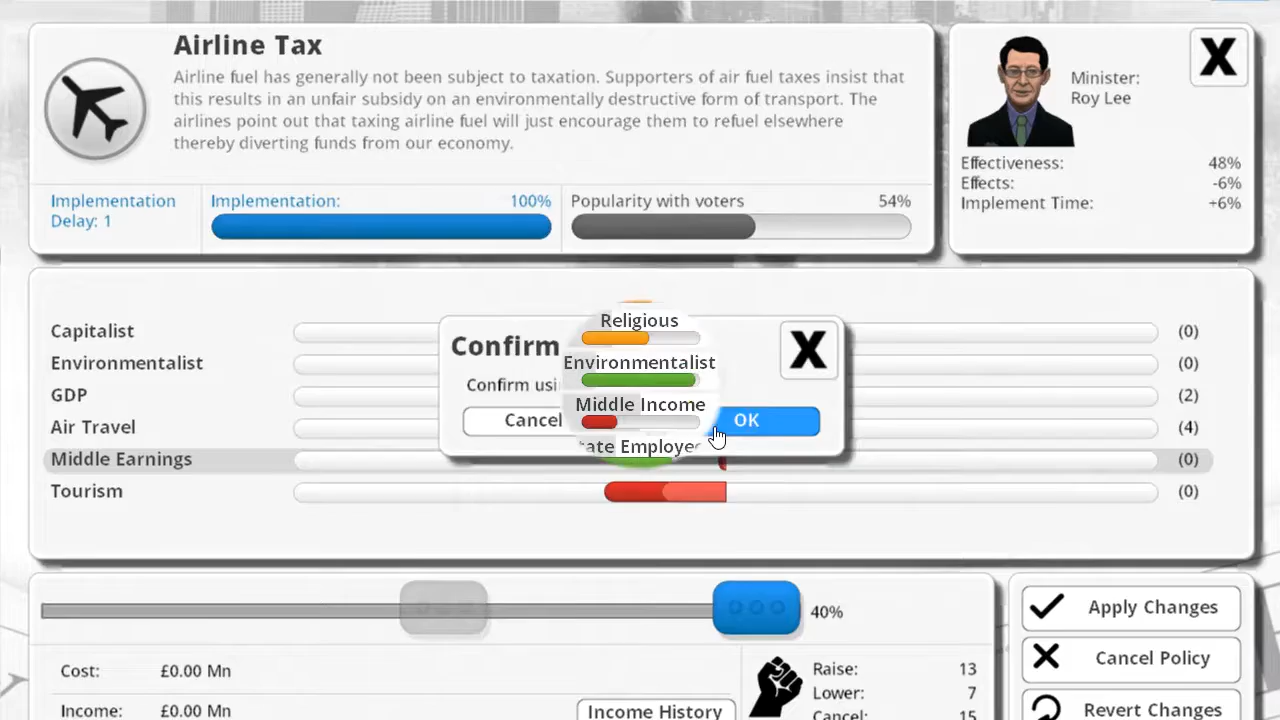 Airline Tax
Airline fuel has generally not been subject to taxation. Supporters of air fuel taxes insist that
this results in an unfair subsidy on an environmentally destructive form of transport. The
airlines point out that taxing airline fuel will just encourage them to refuel elsewhere
thereby diverting funds from our economy.
Minister:
Roy Lee
X
Effectiveness: 48%
Effects: -6%
Implement Time: +6%
Implementation
Delay: 1
Implementation: 100%
Popularity with voters 54%
Capitalist (0)
Environmentalist (0)
GDP (2)
Air Travel (4)
Middle Earnings (0)
Tourism (0)
Confirm
X
Confirm usi
Cancel
OK
Religious
Environmentalist
Middle Income
tate Employe
40%
Apply Changes
Cancel Policy
Revert Changes
Cost: £0.00 Mn
Income: £0.00 Mn
Income History
Raise: 13
Lower: 7
Cancel: 15